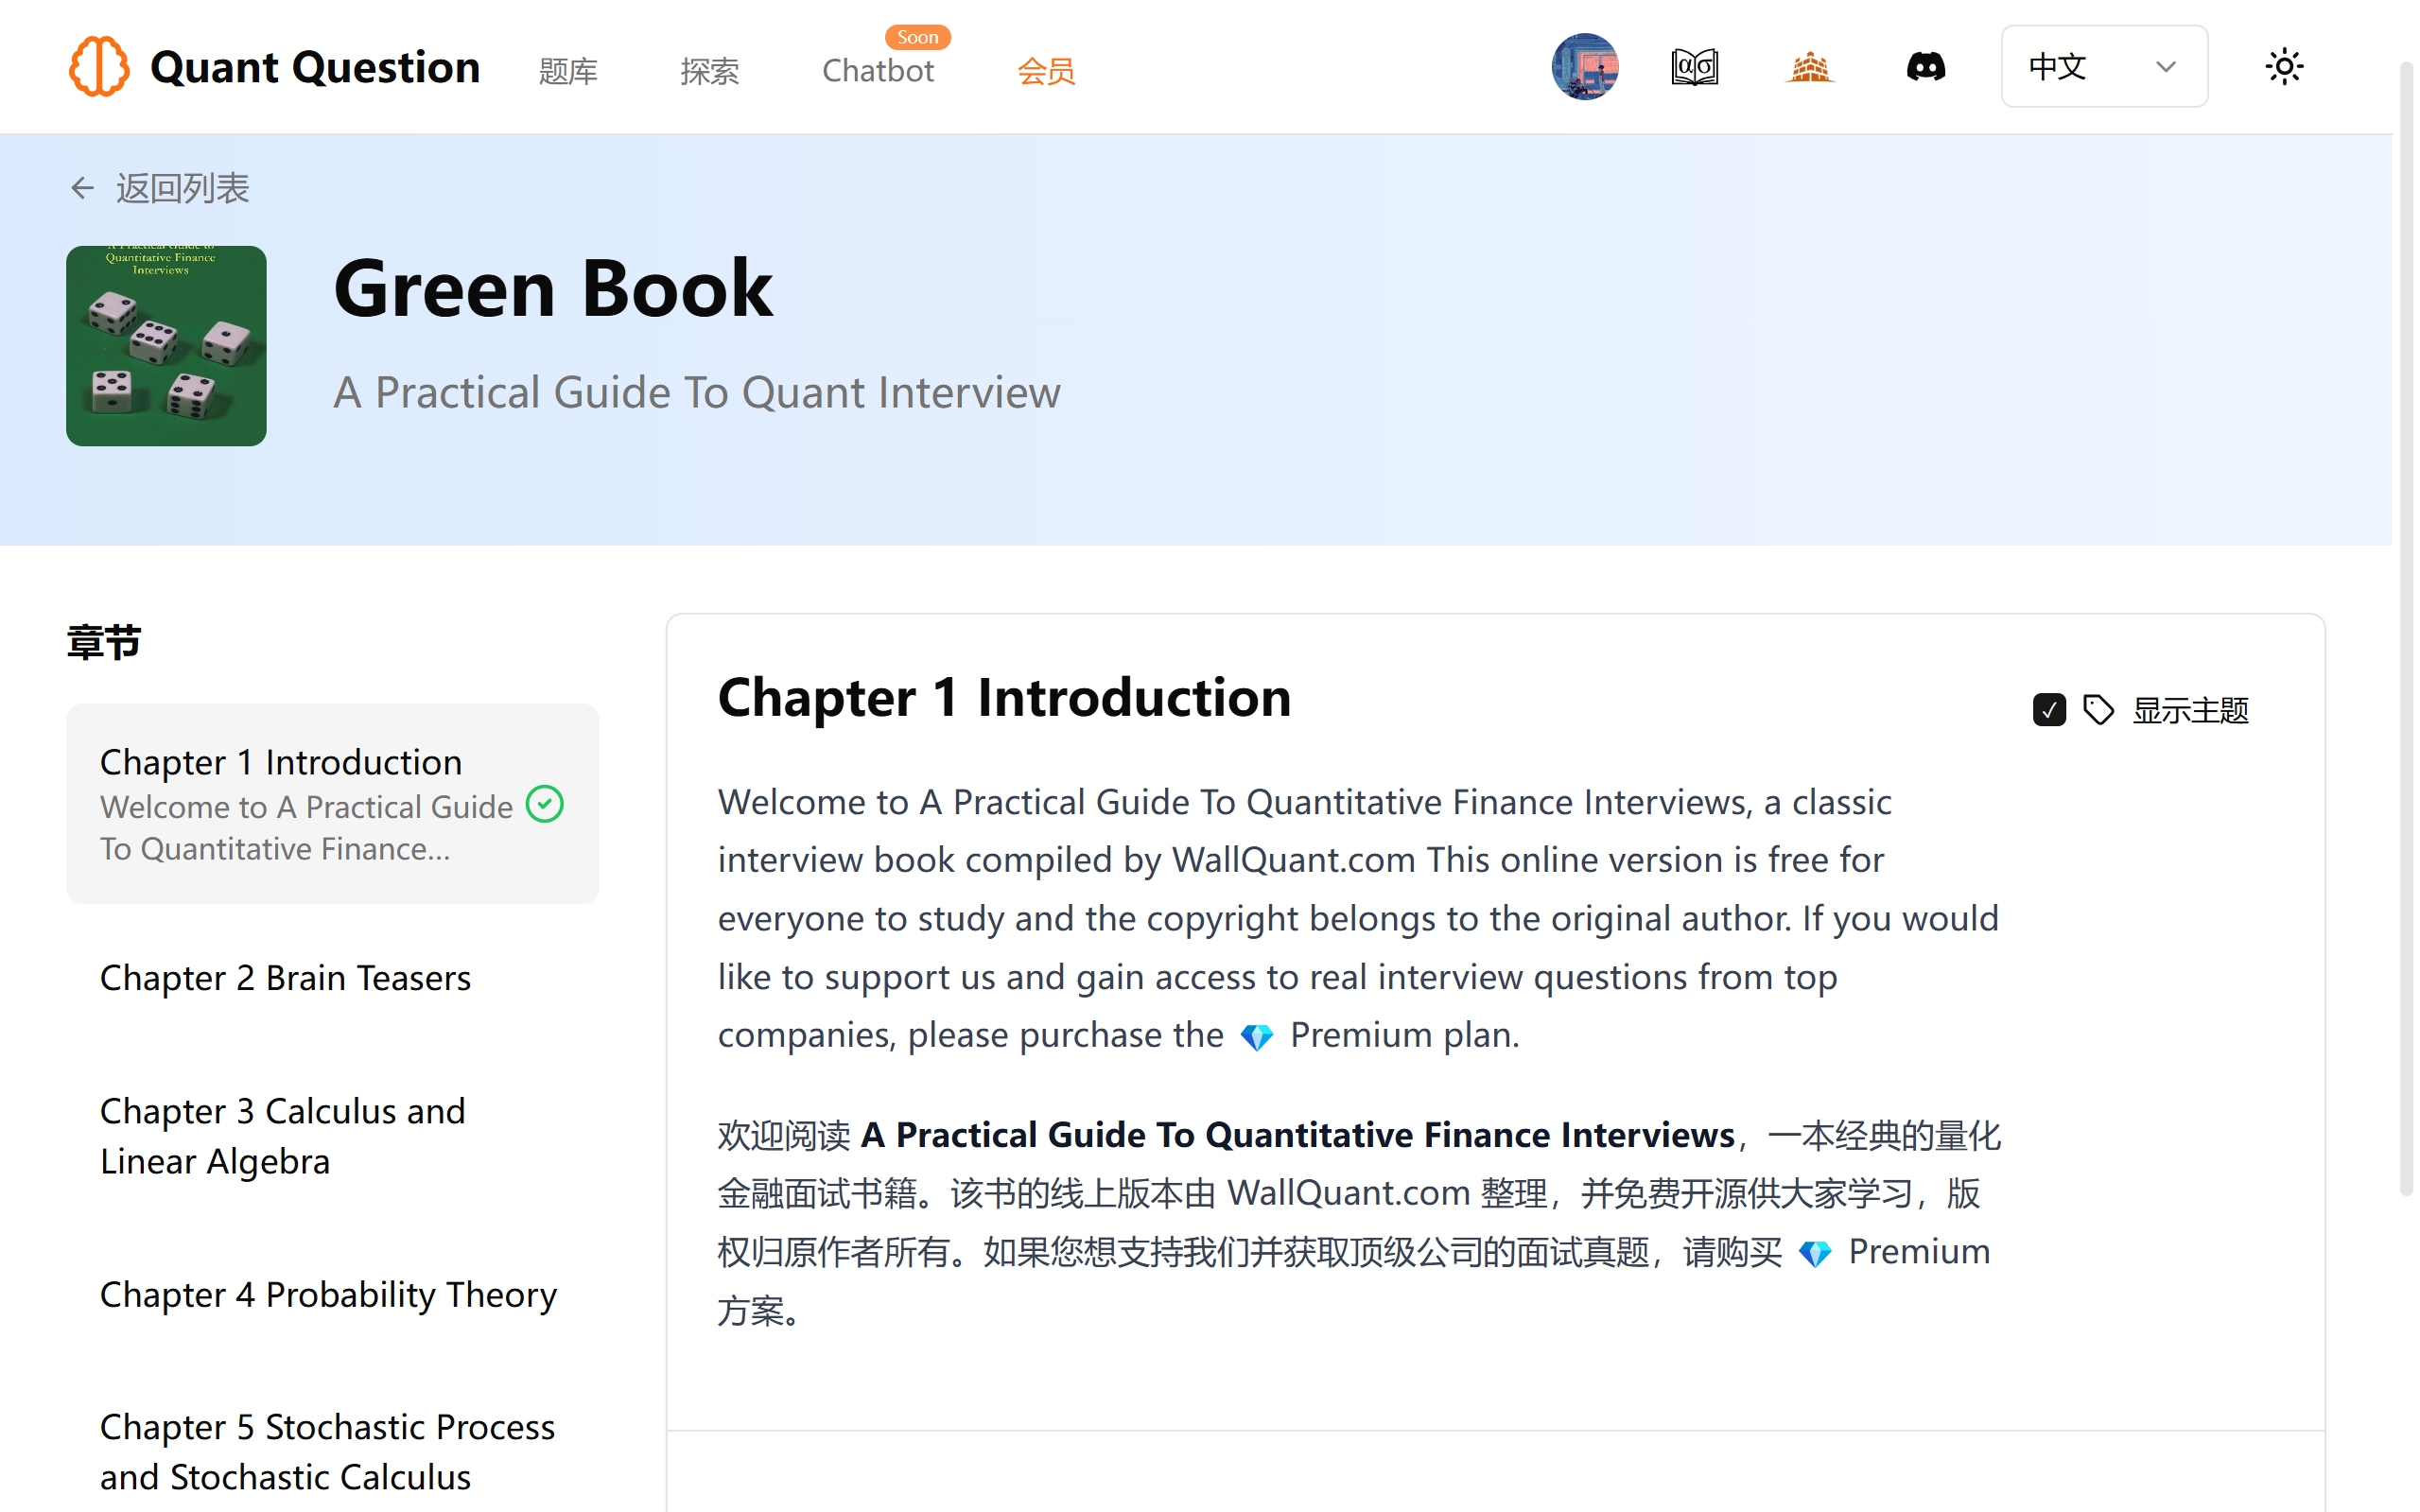 Quant Question
题库
探索
Chatbot
Soon
会员
中文
返回列表
Quantitative Finance
Interviews
Green Book
A Practical Guide To Quant Interview
章节
Chapter 1 Introduction
Welcome to A Practical Guide
To Quantitative Finance...
Chapter 2 Brain Teasers
Chapter 3 Calculus and
Linear Algebra
Chapter 4 Probability Theory
Chapter 5 Stochastic Process
and Stochastic Calculus
Chapter 1 Introduction
显示主题
Welcome to A Practical Guide To Quantitative Finance Interviews, a classic
interview book compiled by WallQuant.com This online version is free for
everyone to study and the copyright belongs to the original author. If you would
like to support us and gain access to real interview questions from top
companies, please purchase the 💎 Premium plan.
欢迎阅读 A Practical Guide To Quantitative Finance Interviews，一本经典的量化
金融面试书籍。该书的线上版本由 WallQuant.com 整理，并免费开源供大家学习，版
权归原作者所有。如果您想支持我们并获取顶级公司的面试真题，请购买 💎 Premium
方案。